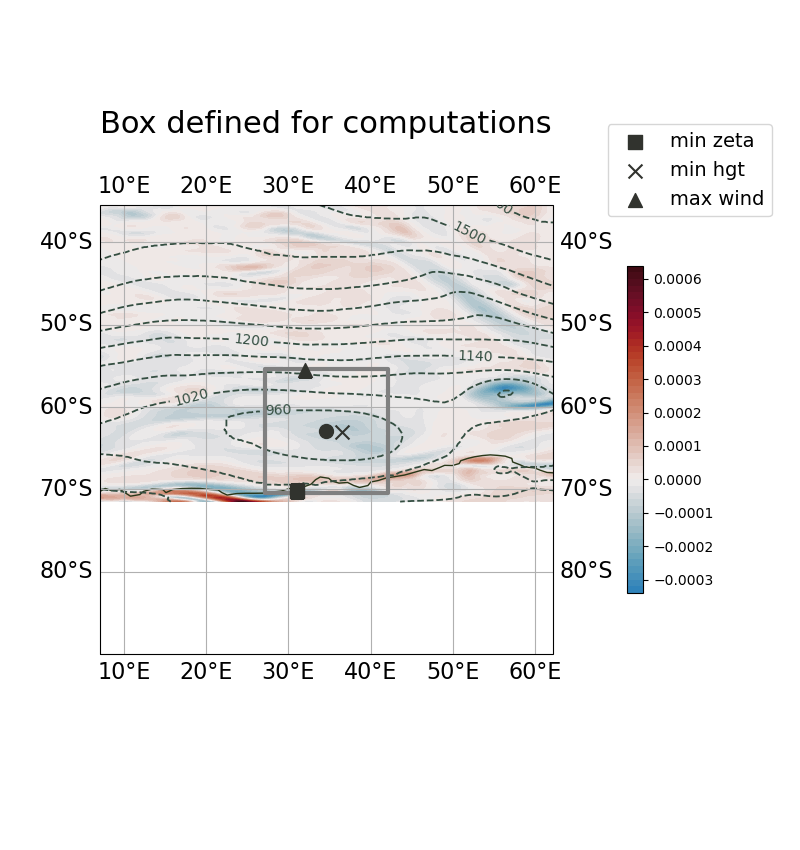 Box defined for computations
min zeta
min hgt
max wind
10°E 20°E 30°E 40°E 50°E 60°E
40°S 1500 40°S
50°S 50°S
1200
1140
1020
960
60°S 60°S
70°S 70°S
80°S 80°S
10°E 20°E 30°E 40°E 50°E 60°E
0.0006
0.0005
0.0004
0.0003
0.0002
0.0001
0.0000
−0.0001
−0.0002
−0.0003